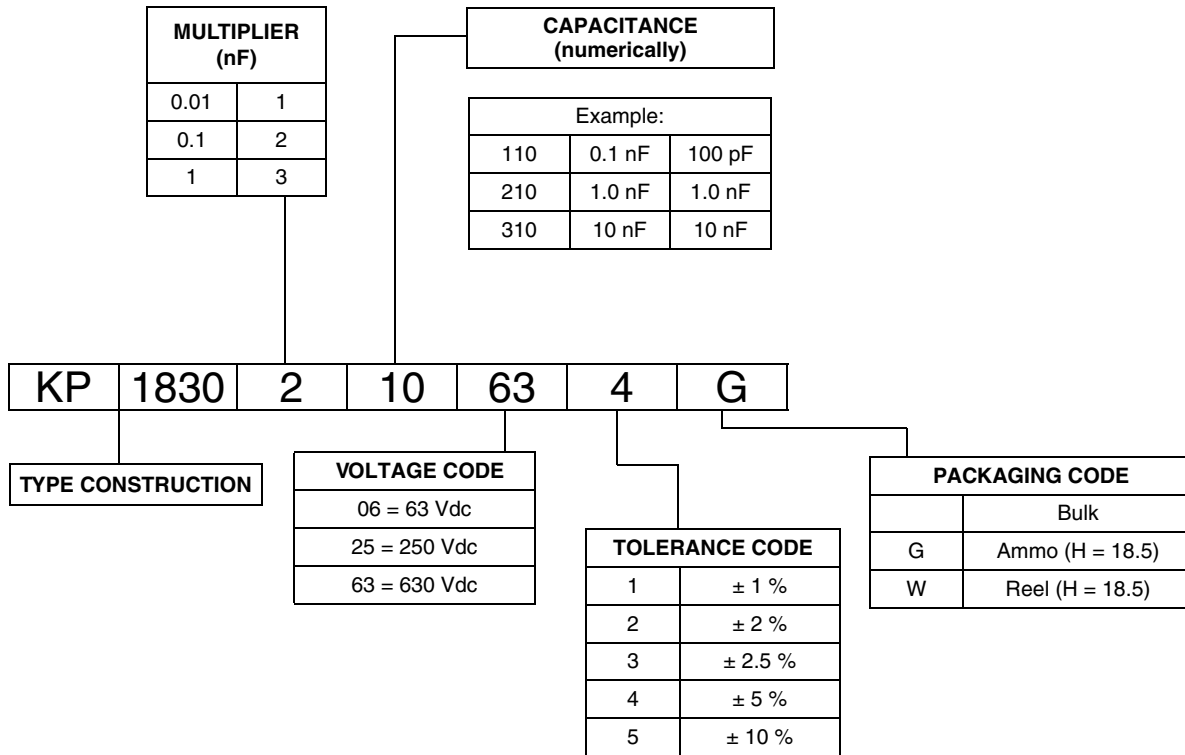 MULTIPLIER
(nF)
0.01 1
0.1 2
1 3
CAPACITANCE
(numerically)
Example:
110 0.1 nF 100 pF
210 1.0 nF 1.0 nF
310 10 nF 10 nF
KP 1830 2 10 63 4 G
TYPE CONSTRUCTION
VOLTAGE CODE
06 = 63 Vdc
25 = 250 Vdc
63 = 630 Vdc
TOLERANCE CODE
1 ± 1 %
2 ± 2 %
3 ± 2.5 %
4 ± 5 %
5 ± 10 %
PACKAGING CODE
Bulk
G Ammo (H = 18.5)
W Reel (H = 18.5)